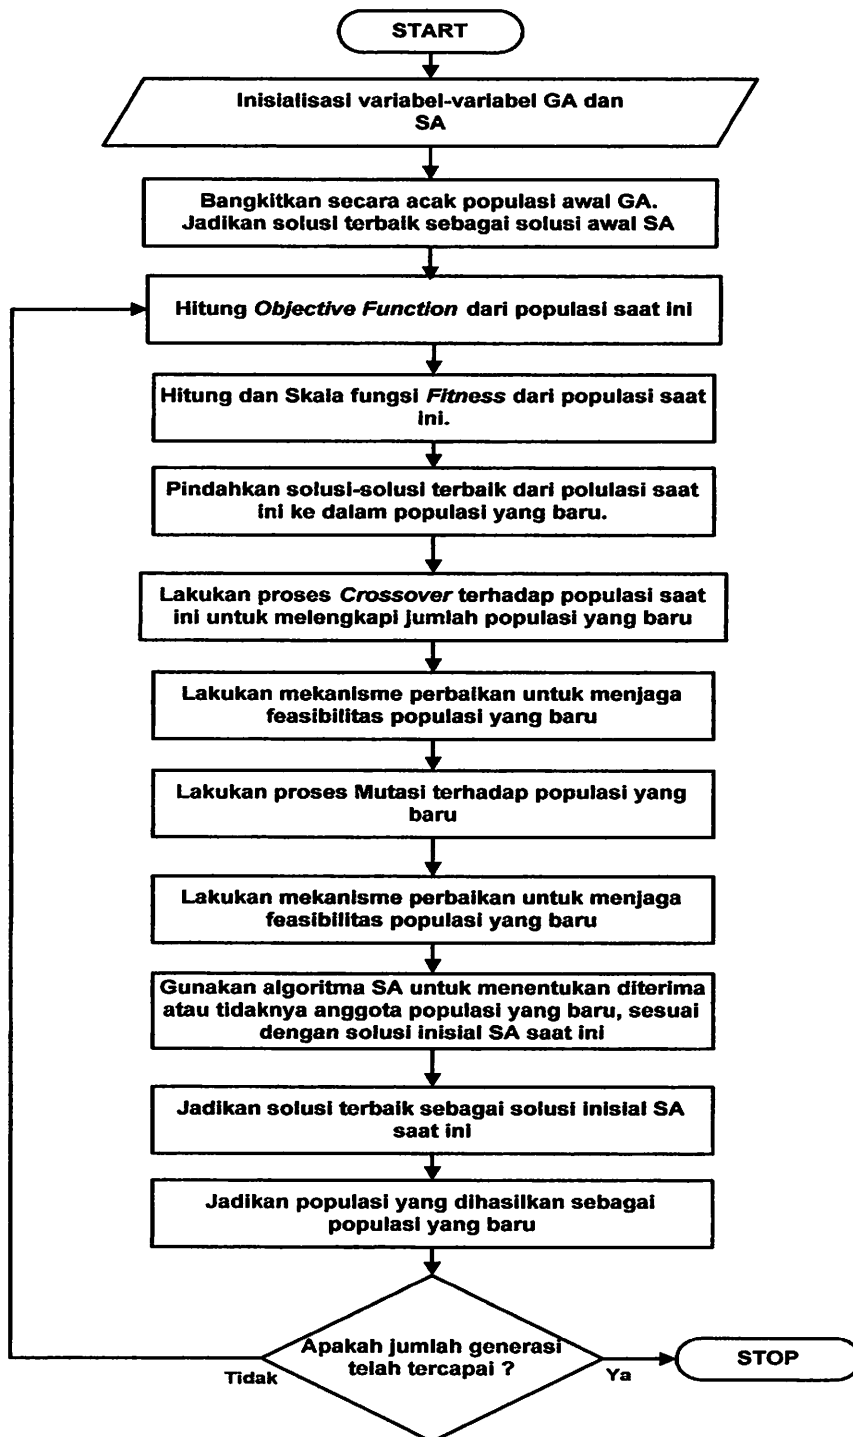 START
Inisialisasi variabel-variabel GA dan
SA
Bangkitkan secara acak populasi awal GA.
Jadikan solusi terbaik sebagai solusi awal SA
Hitung Objective Function dari populasi saat ini
Hitung dan Skala fungsi Fitness dari populasi saat
ini.
Pindahkan solusi-solusi terbaik dari polulasi saat
ini ke dalam populasi yang baru.
Lakukan proses Crossover terhadap populasi saat
ini untuk melengkapi jumlah populasi yang baru
Lakukan mekanisme perbaikan untuk menjaga
feasibilitas populasi yang baru
Lakukan proses Mutasi terhadap populasi yang
baru
Lakukan mekanisme perbaikan untuk menjaga
feasibilitas populasi yang baru
Gunakan algoritma SA untuk menentukan diterima
atau tidaknya anggota populasi yang baru, sesuai
dengan solusi inisial SA saat ini
Jadikan solusi terbaik sebagai solusi inisial SA
saat ini
Jadikan populasi yang dihasilkan sebagai
populasi yang baru
Apakah jumlah generasi
telah tercapai ?
Tidak
Ya
STOP